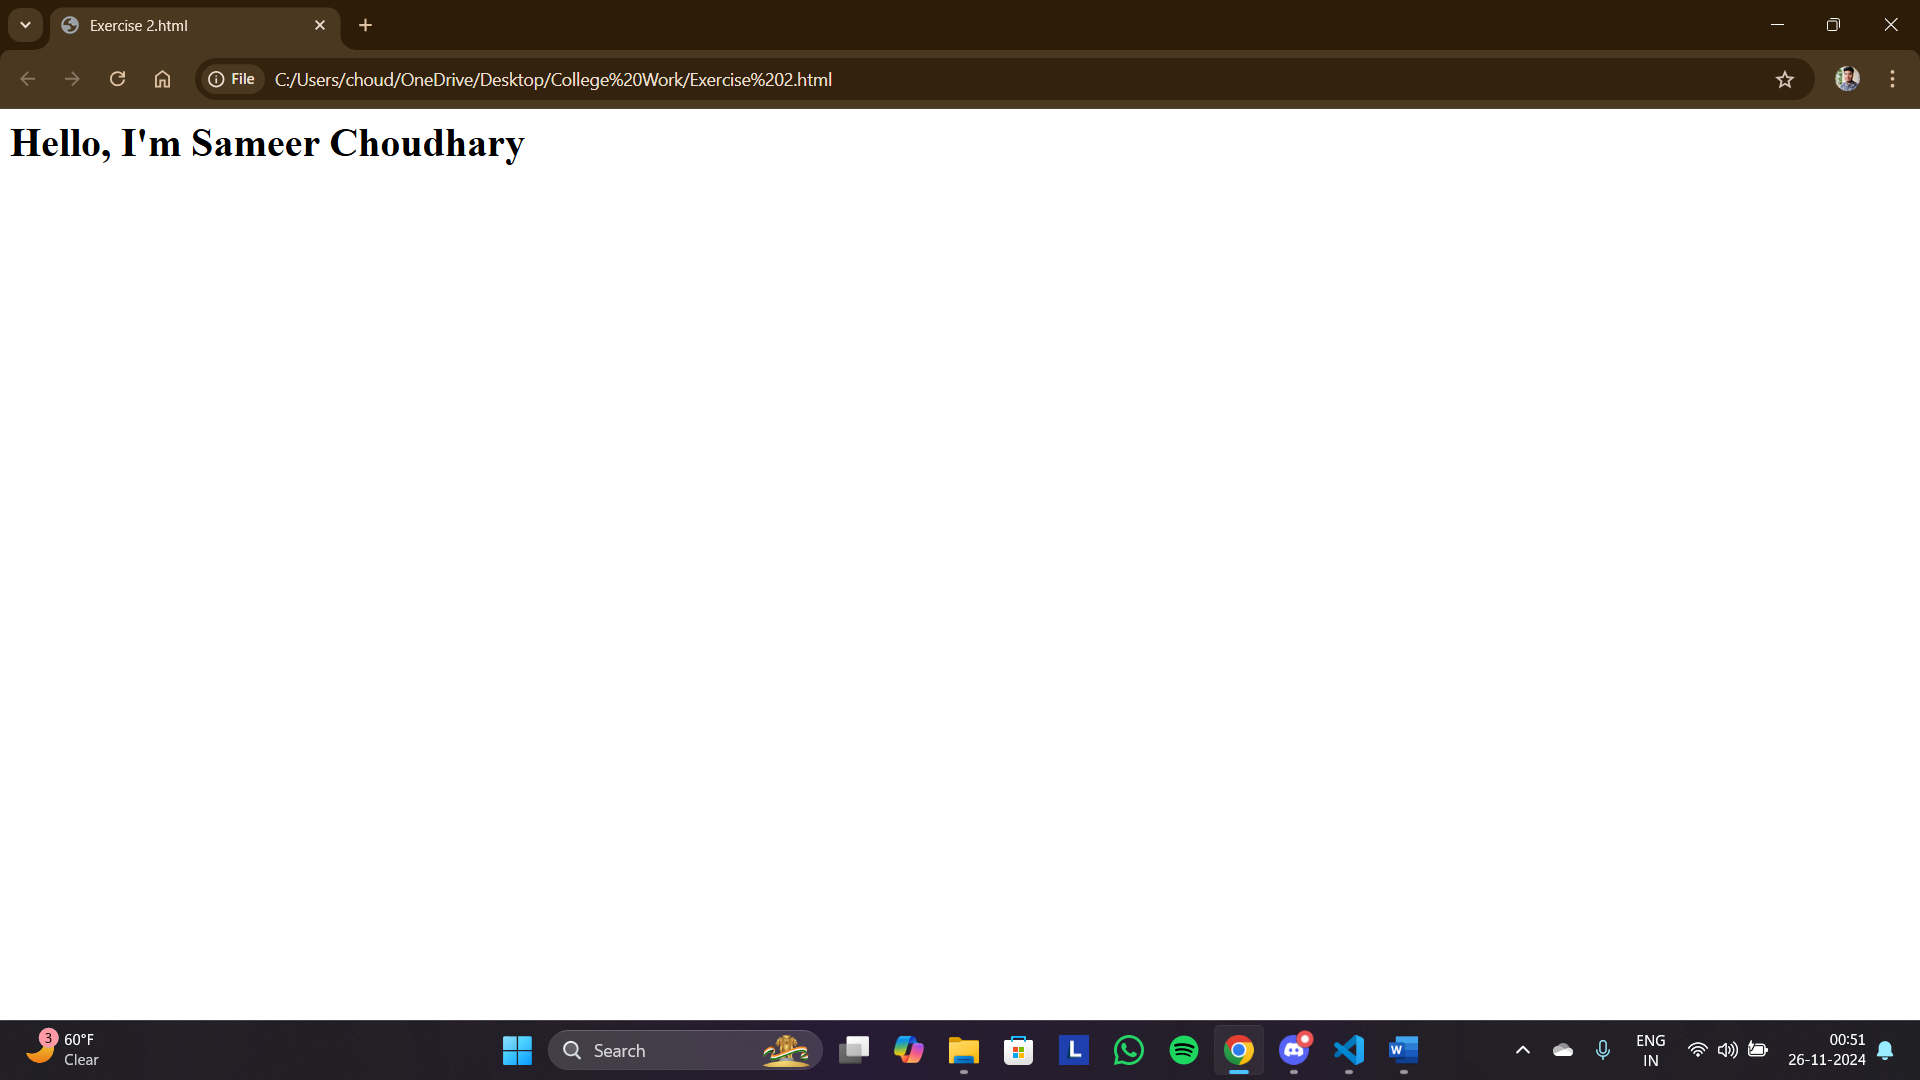 Exercise 2.html
File
C:/Users/choud/OneDrive/Desktop/College%20Work/Exercise%202.html
Hello, I'm Sameer Choudhary
3
60°F
Clear
Search
L
W
ENG
IN
00:51
26-11-2024